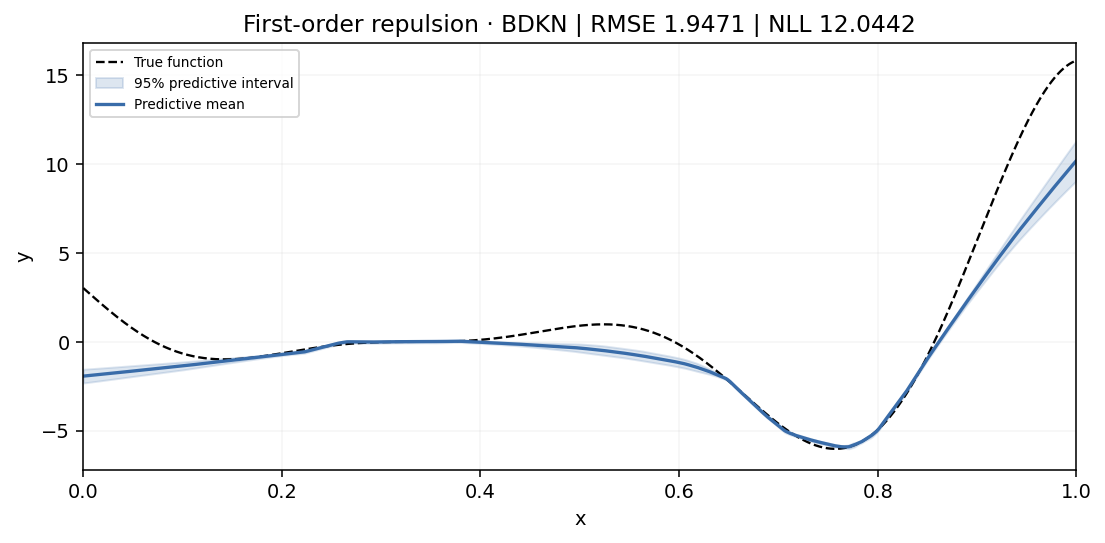 First-order repulsion · BDKN | RMSE 1.9471 | NLL 12.0442
True function
95% predictive interval
Predictive mean
15
10
5
0
−5
y
0.0 0.2 0.4 0.6 0.8 1.0
x